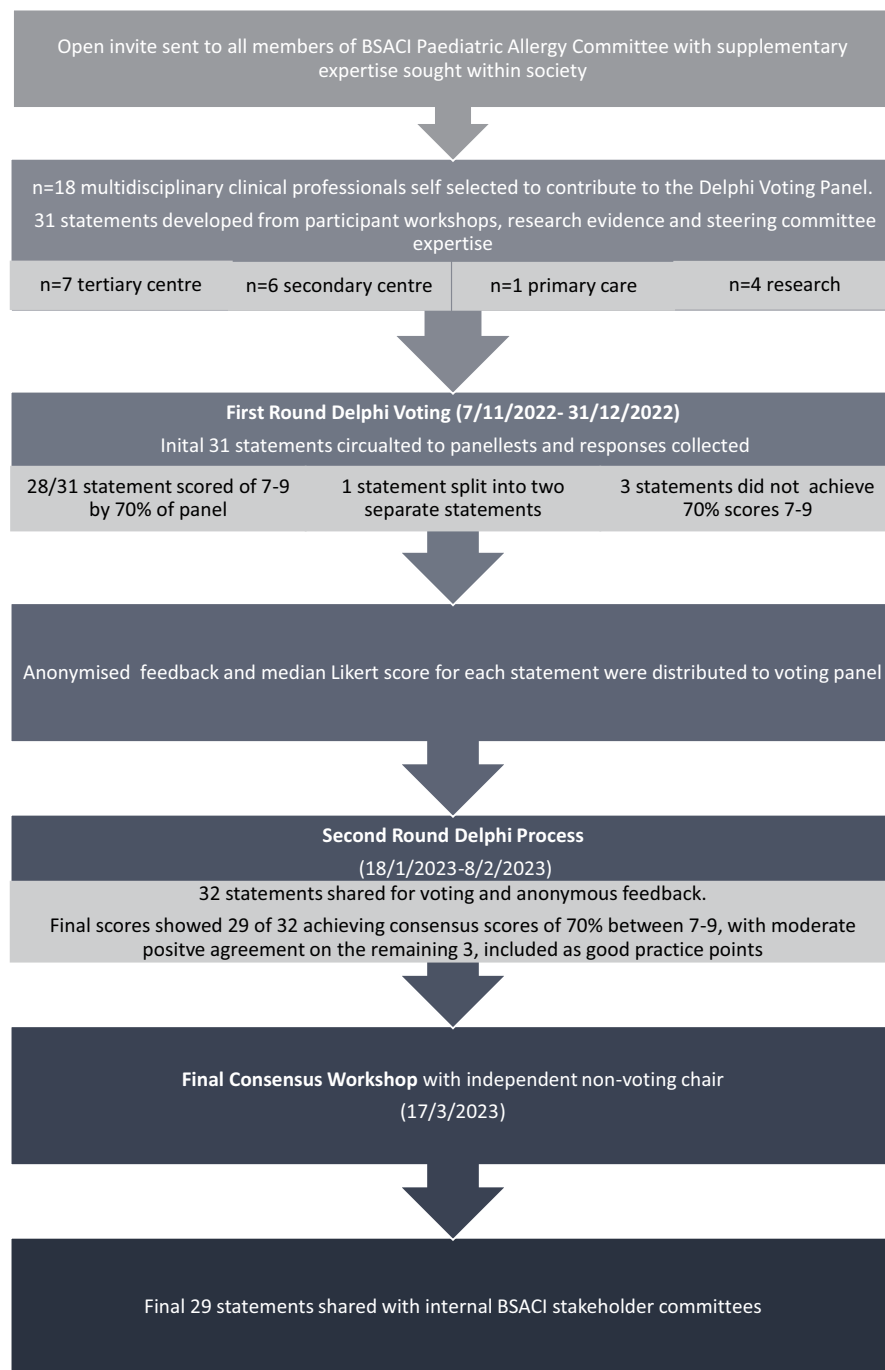 Open invite sent to all members of BSACI Paediatric Allergy Committee with supplementary
expertise sought within society
n=18 multidisciplinary clinical professionals self selected to contribute to the Delphi Voting Panel.
31 statements developed from participant workshops, research evidence and steering committee
expertise
n=7 tertiary centre
n=6 secondary centre
n=1 primary care
n=4 research
First Round Delphi Voting (7/11/2022- 31/12/2022)
Inital 31 statements circualted to panellests and responses collected
28/31 statement scored of 7-9
by 70% of panel
1 statement split into two
separate statements
3 statements did not achieve
70% scores 7-9
Anonymised feedback and median Likert score for each statement were distributed to voting panel
Second Round Delphi Process
(18/1/2023-8/2/2023)
32 statements shared for voting and anonymous feedback.
Final scores showed 29 of 32 achieving consensus scores of 70% between 7-9, with moderate
positve agreement on the remaining 3, included as good practice points
Final Consensus Workshop with independent non-voting chair
(17/3/2023)
Final 29 statements shared with internal BSACI stakeholder committees